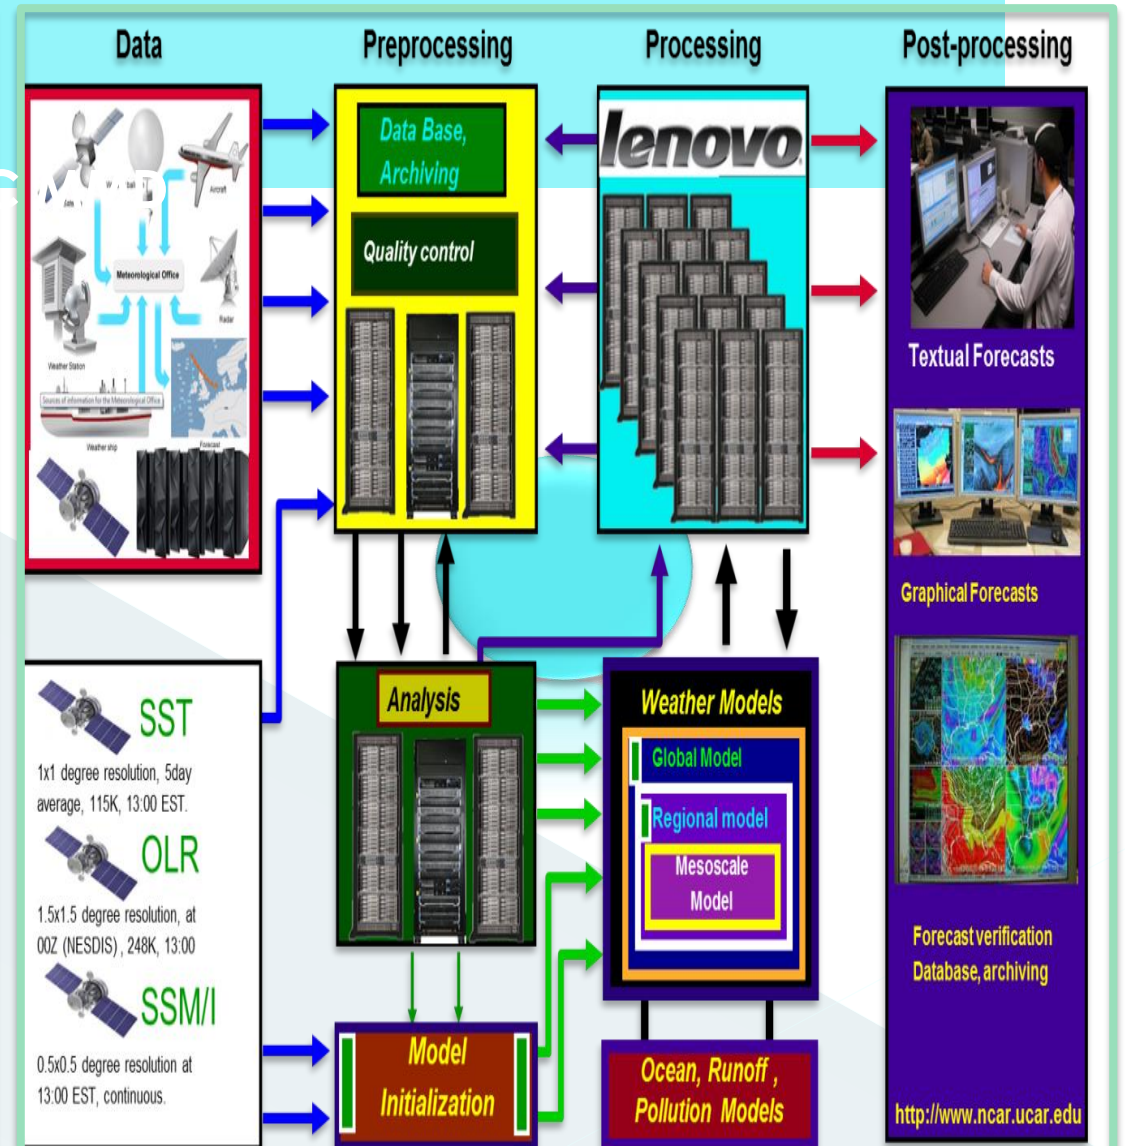 Data
Preprocessing
Processing
Post-processing
Aircraft
Meteorological Office
Radar
Weather Station
Sources of information for the Meteorological Office
Weather ship
Forecast
Data Base,
Archiving
Quality control
lenovo
Textual Forecasts
Graphical Forecasts
Forecast verification
Database, archiving
http://www.ncar.ucar.edu
SST
1x1 degree resolution, 5day
average, 115K, 13:00 EST.
OLR
1.5x1.5 degree resolution, at
00Z (NESDIS) , 248K, 13:00
SSM/I
0.5x0.5 degree resolution at
13:00 EST, continuous.
Analysis
Model
Initialization
Weather Models
Global Model
Regional model
Mesoscale
Model
Ocean, Runoff ,
Pollution Models